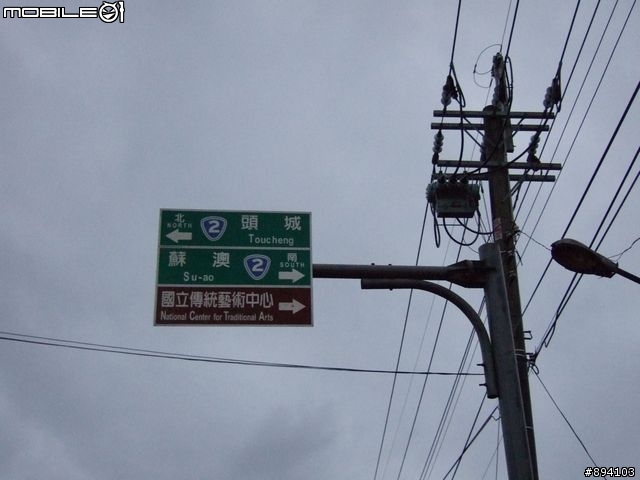 MOBILE01
北 2 頭城
NORTH Toucheng
蘇澳 2 南
Su-ao SOUTH
國立傳統藝術中心
National Center for Traditional Arts
#894103